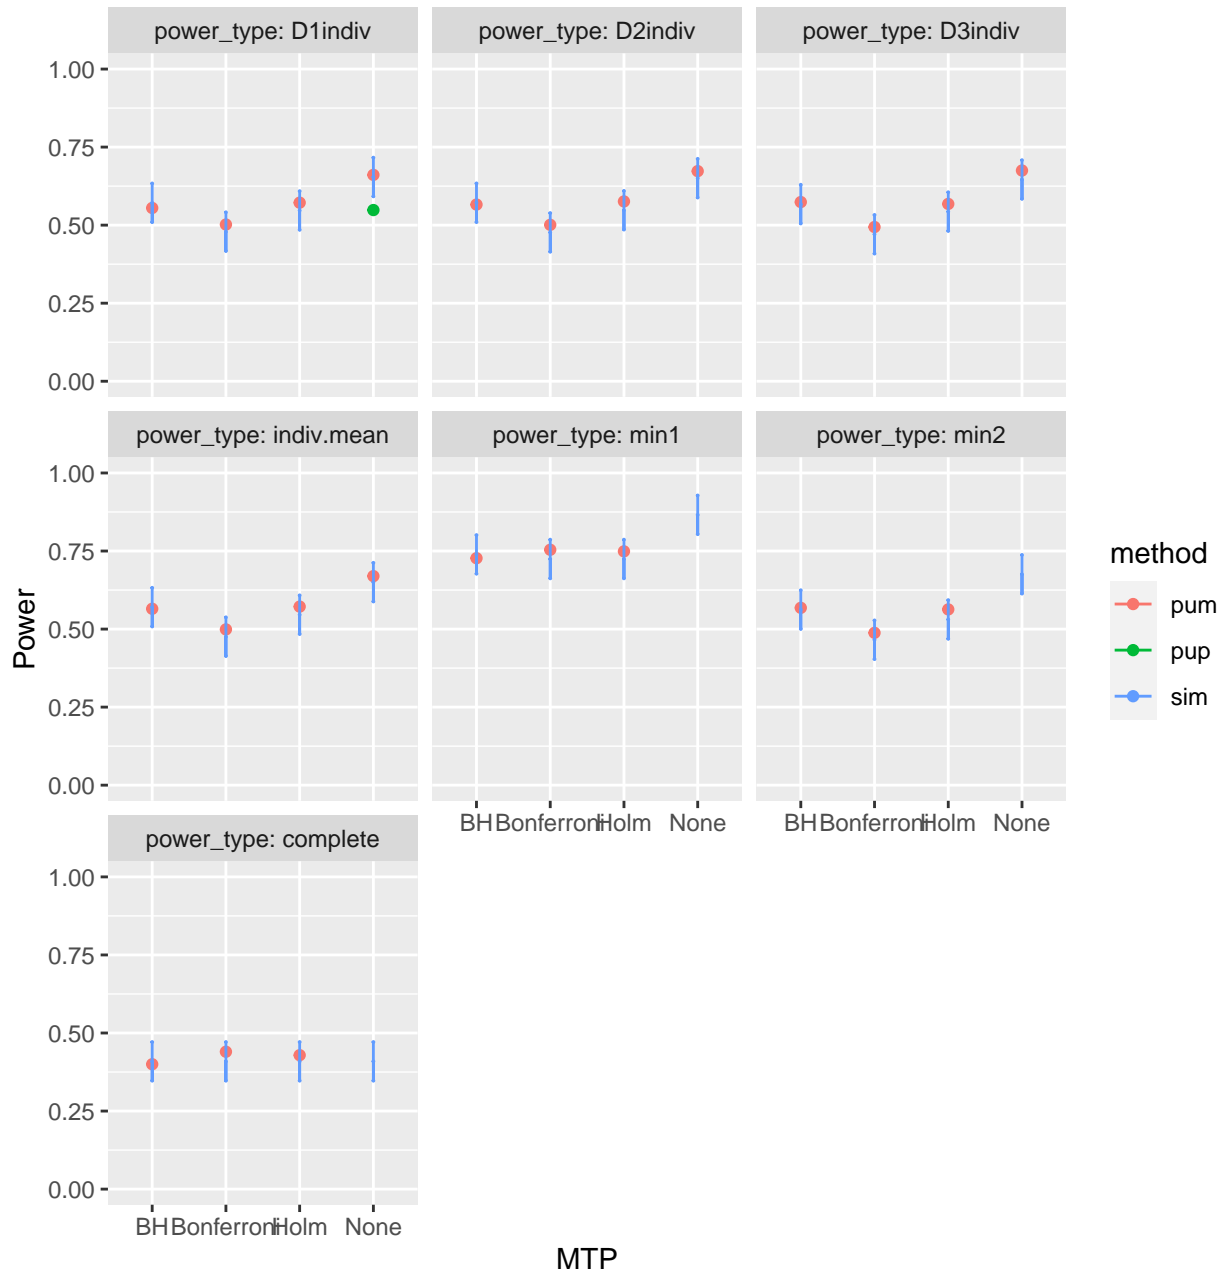 power_type: D1indiv
power_type: D2indiv
power_type: D3indiv
1.00
0.75
0.50
0.25
0.00
power_type: indiv.mean
power_type: min1
power_type: min2
1.00
0.75
0.50
0.25
0.00
BH Bonferroni Holm None
BH Bonferroni Holm None
power_type: complete
1.00
0.75
0.50
0.25
0.00
BH Bonferroni Holm None
MTP
Power
method
pum
pup
sim